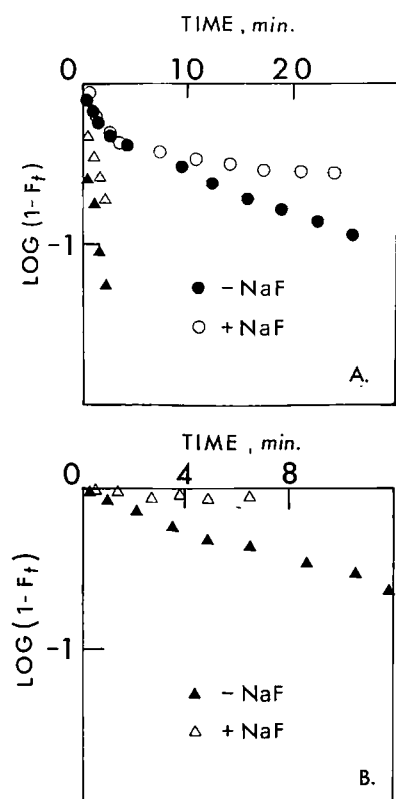 TIME, min.
0 10 20
LOG (1-Ft)
-1
● - NaF
○ + NaF
A.
TIME, min.
0 4 8
LOG (1-Ft)
-1
▲ - NaF
△ + NaF
B.